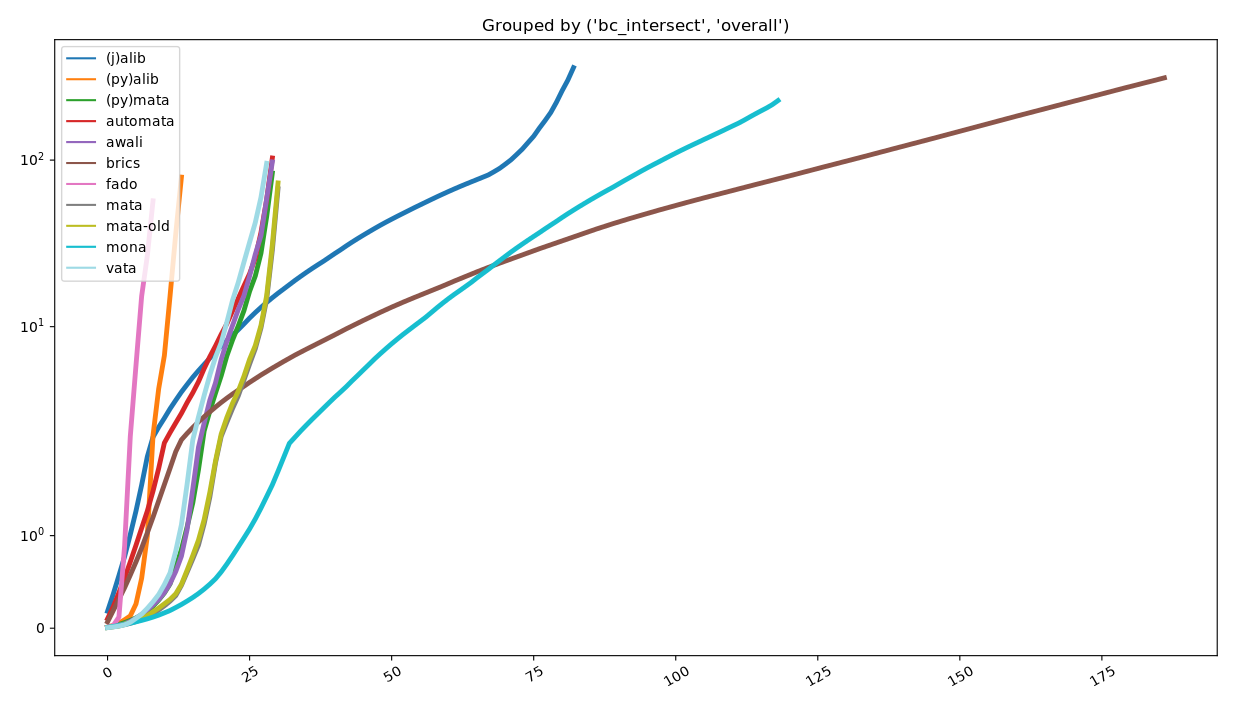 Grouped by ('bc_intersect', 'overall')
(j)alib
(py)alib
(py)mata
automata
awali
brics
fado
mata
mata-old
mona
vata
10²
10¹
10⁰
0
0
25
50
75
100
125
150
175